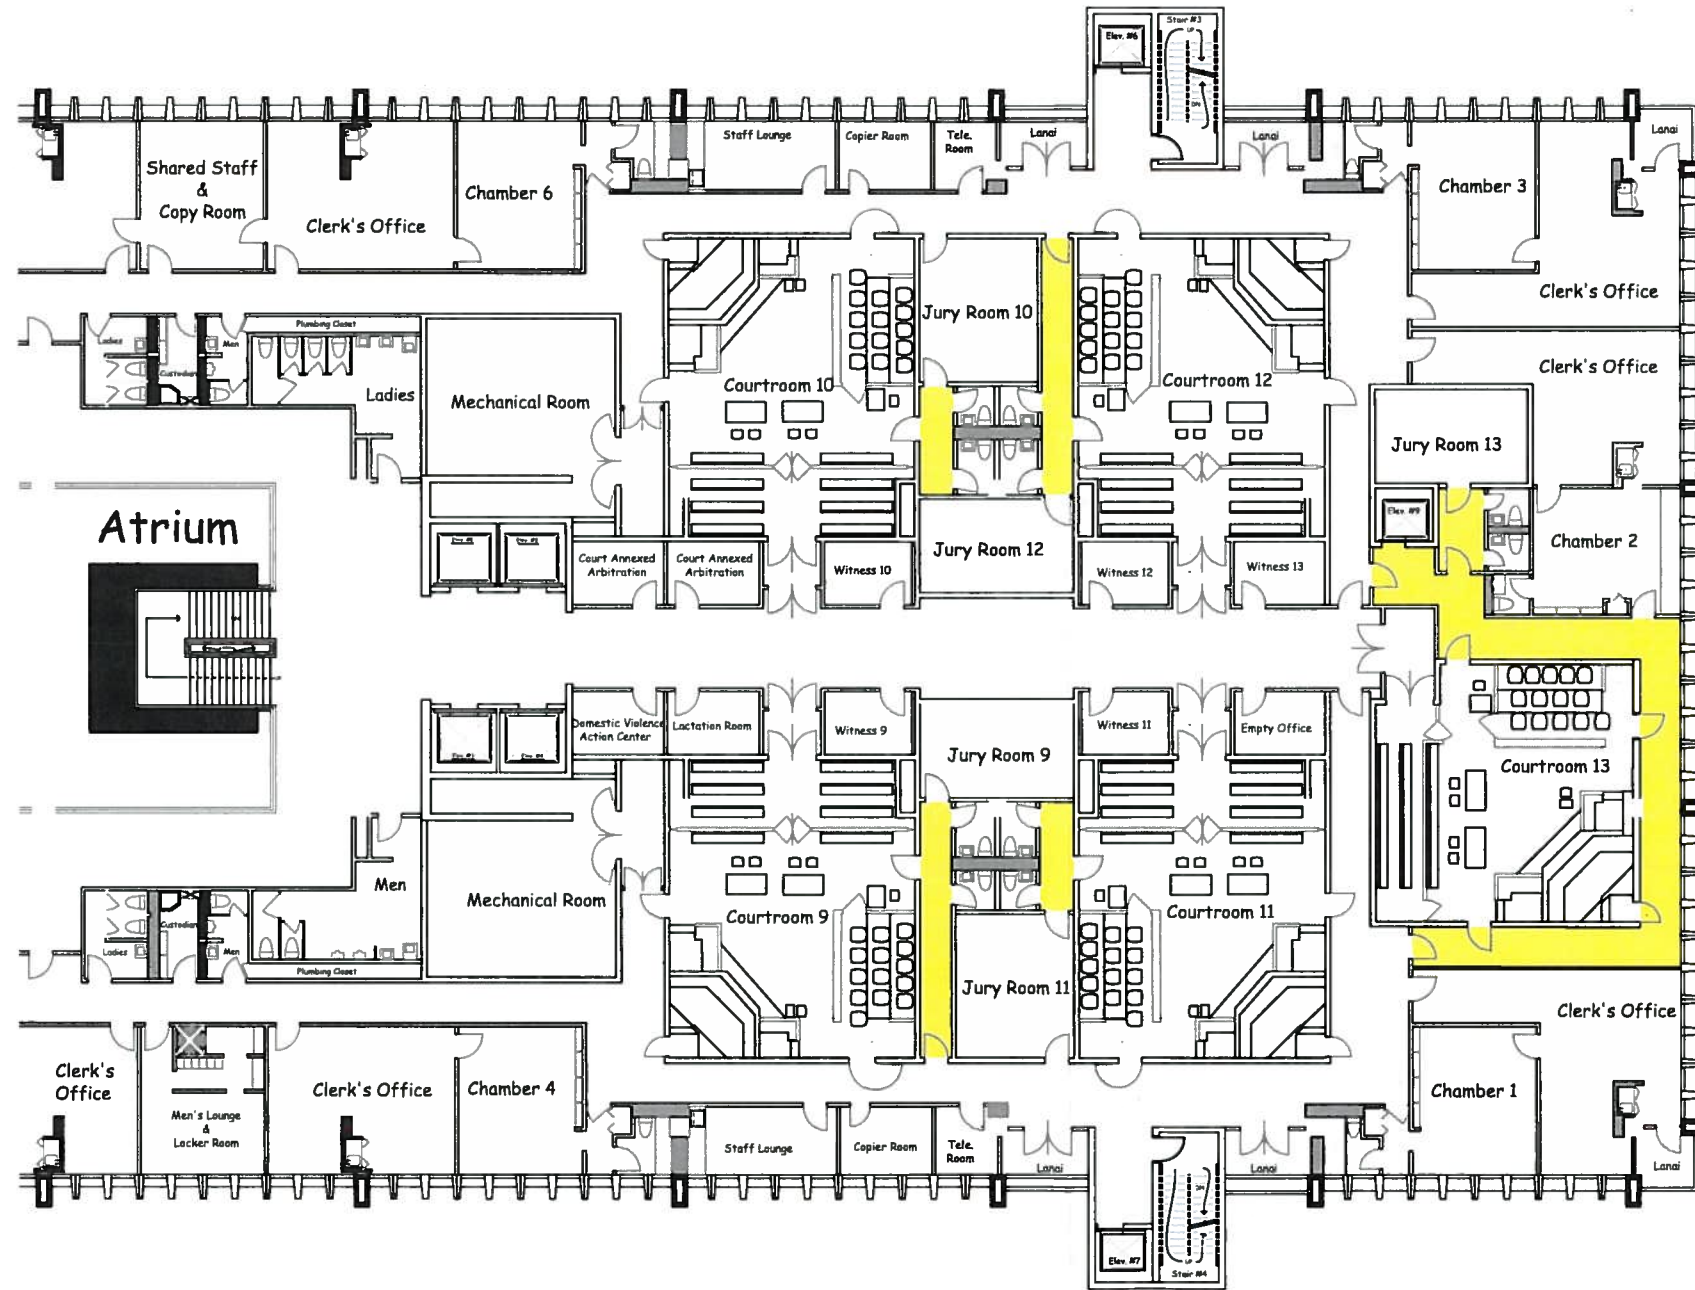 Stair #3
Elev. #6
UP
DN
Staff Lounge
Copier Room
Tele.
Room
Lanai
Lanai
Lanai
Shared Staff
&
Copy Room
Clerk's Office
Chamber 6
Chamber 3
Clerk's Office
Clerk's Office
Plumbing Closet
Ladies
Custodian
Men
Ladies
Mechanical Room
Courtroom 10
Jury Room 10
Courtroom 12
Jury Room 13
Elev. #9
Chamber 2
Atrium
Jury Room 12
Court Annexed
Arbitration
Court Annexed
Arbitration
Witness 10
Witness 12
Witness 13
Domestic Violence
Action Center
Lactation Room
Witness 9
Jury Room 9
Witness 11
Empty Office
Courtroom 13
Men
Mechanical Room
Courtroom 9
Courtroom 11
Ladies
Custodian
Men
Plumbing Closet
Jury Room 11
Clerk's Office
Clerk's
Office
Men's Lounge
&
Locker Room
Clerk's Office
Chamber 4
Chamber 1
Staff Lounge
Copier Room
Tele.
Room
Lanai
Lanai
Lanai
DN
UP
Elev. #7
Stair #4